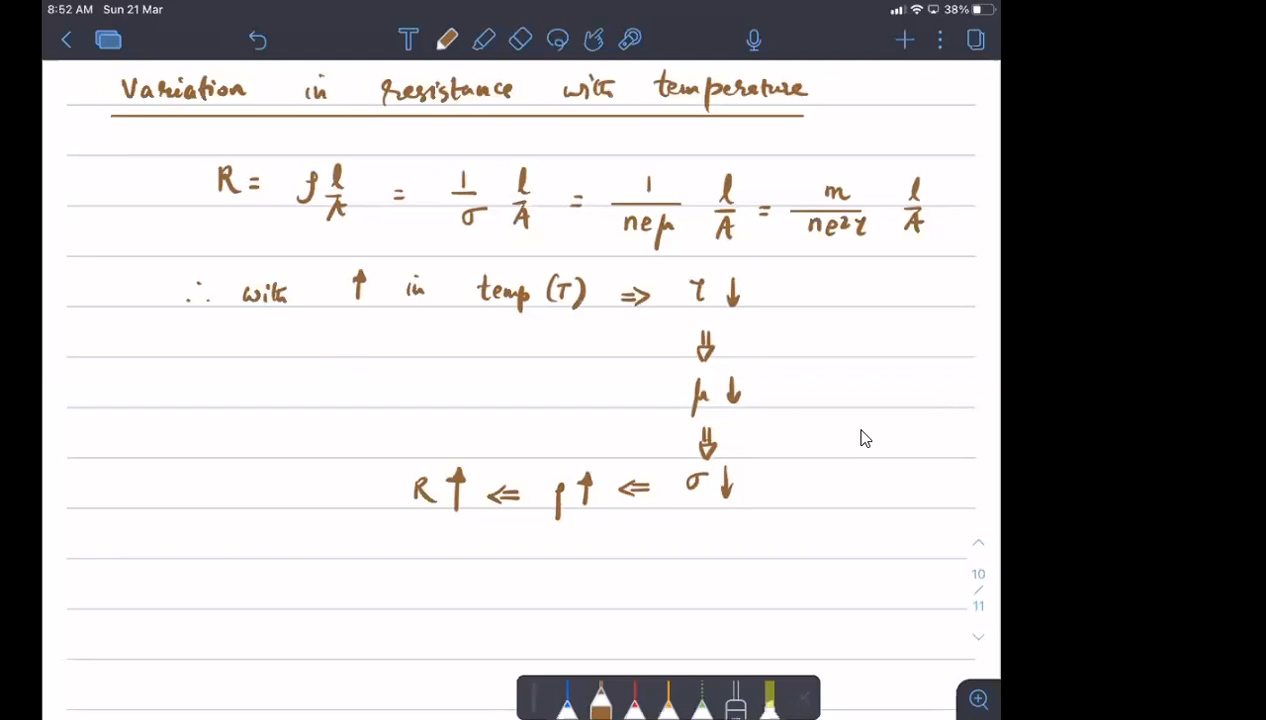 8:52 AM Sun 21 Mar 38%
T
Variation in resistance with temperature
R = ρ l/A = 1/σ l/A = 1/neμ l/A = m/ne²τ l/A
∴ with ↑ in temp (T) ⇒ τ ↓
⇓
μ ↓
⇓
R ↑ ⇐ ρ ↑ ⇐ σ ↓
10
/
11